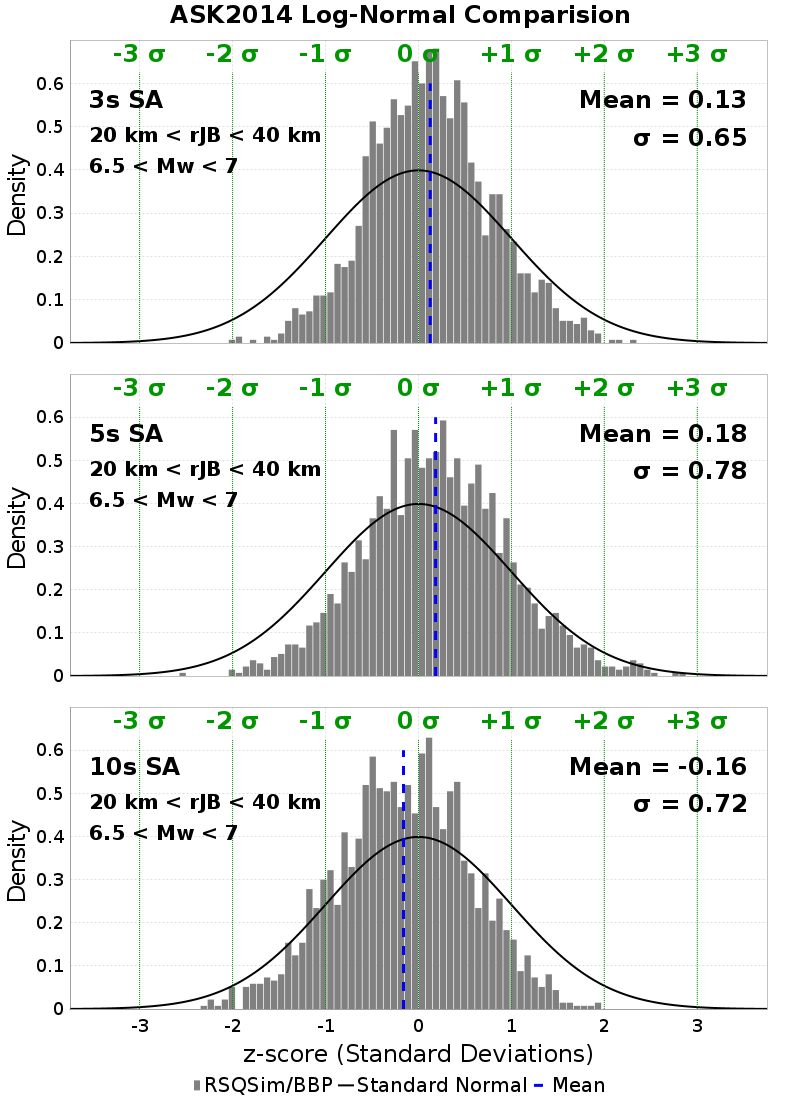 ASK2014 Log-Normal Comparision
-3 σ -2 σ -1 σ 0 σ +1 σ +2 σ +3 σ
3s SA
20 km < rJB < 40 km
6.5 < Mw < 7
Mean = 0.13
σ = 0.65
0.6
0.5
0.4
0.3
0.2
0.1
0
Density
-3 σ -2 σ -1 σ 0 σ +1 σ +2 σ +3 σ
5s SA
20 km < rJB < 40 km
6.5 < Mw < 7
Mean = 0.18
σ = 0.78
0.6
0.5
0.4
0.3
0.2
0.1
0
Density
-3 σ -2 σ -1 σ 0 σ +1 σ +2 σ +3 σ
10s SA
20 km < rJB < 40 km
6.5 < Mw < 7
Mean = -0.16
σ = 0.72
0.6
0.5
0.4
0.3
0.2
0.1
0
Density
-3 -2 -1 0 1 2 3
z-score (Standard Deviations)
RSQSim/BBP Standard Normal Mean